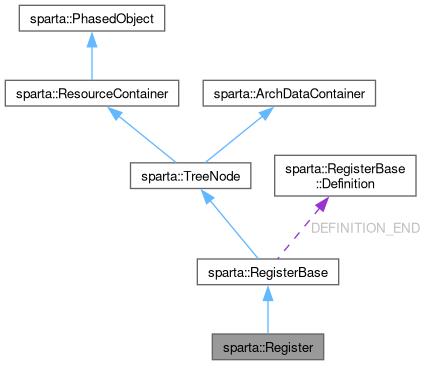 sparta::PhasedObject
sparta::ResourceContainer
sparta::ArchDataContainer
sparta::TreeNode
sparta::RegisterBase
::Definition
DEFINITION_END
sparta::RegisterBase
sparta::Register